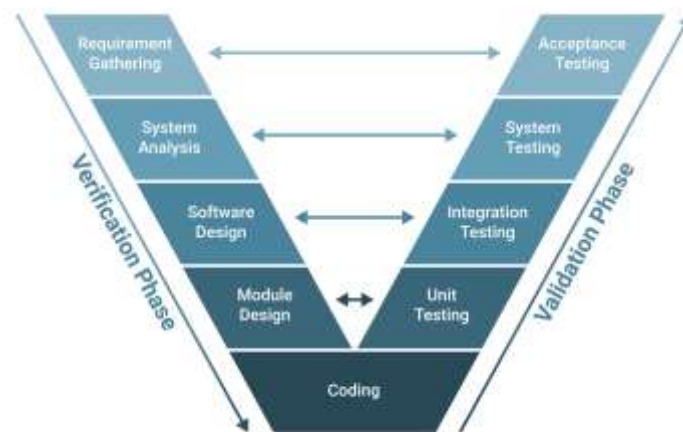 Requirement
Gathering
Acceptance
Testing
System
Analysis
System
Testing
Verification Phase
Validation Phase
Software
Design
Integration
Testing
Module
Design
Unit
Testing
Coding